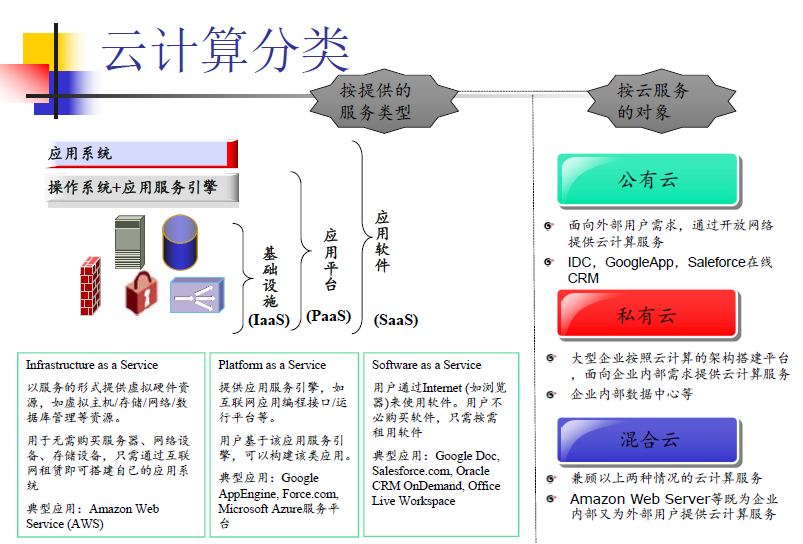 云计算分类
按提供的
服务类型
按云服务
的对象
应用系统
操作系统+应用服务引擎
基础设施
(IaaS)
应用平台
(PaaS)
应用软件
(SaaS)
Infrastructure as a Service
以服务的形式提供虚拟硬件资
源，如虚拟主机/存储/网络/数
据库管理等资源。
用于无需购买服务器、网络设
备、存储设备，只需通过互联
网租赁即可搭建自己的应用系
统
典型应用：Amazon Web
Service (AWS)
Platform as a Service
提供应用服务引擎，如
互联网应用编程接口/运
行平台等。
用户基于该应用服务引
擎，可以构建该类应用。
典型应用：Google
AppEngine, Force.com,
Microsoft Azure服务平
台
Software as a Service
用户通过Internet (如浏览
器)来使用软件。用户不
必购买软件，只需按需
租用软件
典型应用：Google Doc,
Salesforce.com, Oracle
CRM OnDemand, Office
Live Workspace
公有云
面向外部用户需求，通过开放网络
提供云计算服务
IDC，GoogleApp，Saleforce在线
CRM
私有云
大型企业按照云计算的架构搭建平台
，面向企业内部需求提供云计算服务
企业内部数据中心等
混合云
兼顾以上两种情况的云计算服务
Amazon Web Server等既为企业
内部又为外部用户提供云计算服务